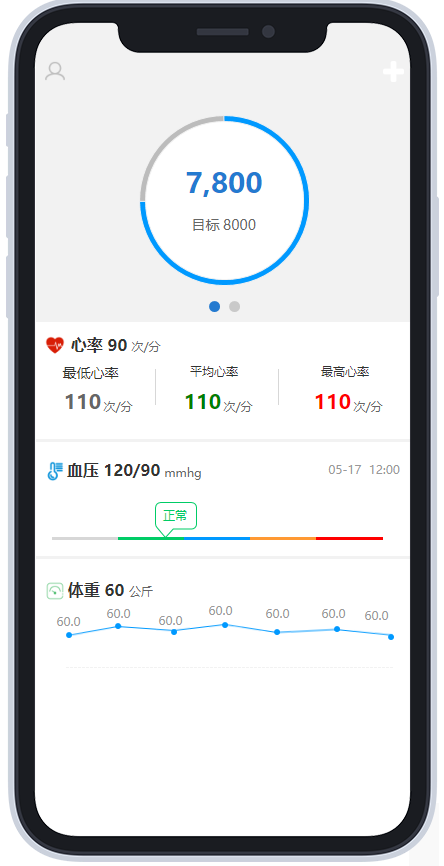 7,800
目标 8000
心率 90 次/分
最低心率 平均心率 最高心率
110 次/分 110 次/分 110 次/分
血压 120/90 mmhg 05-17 12:00
正常
体重 60 公斤
60.0 60.0 60.0 60.0 60.0 60.0 60.0